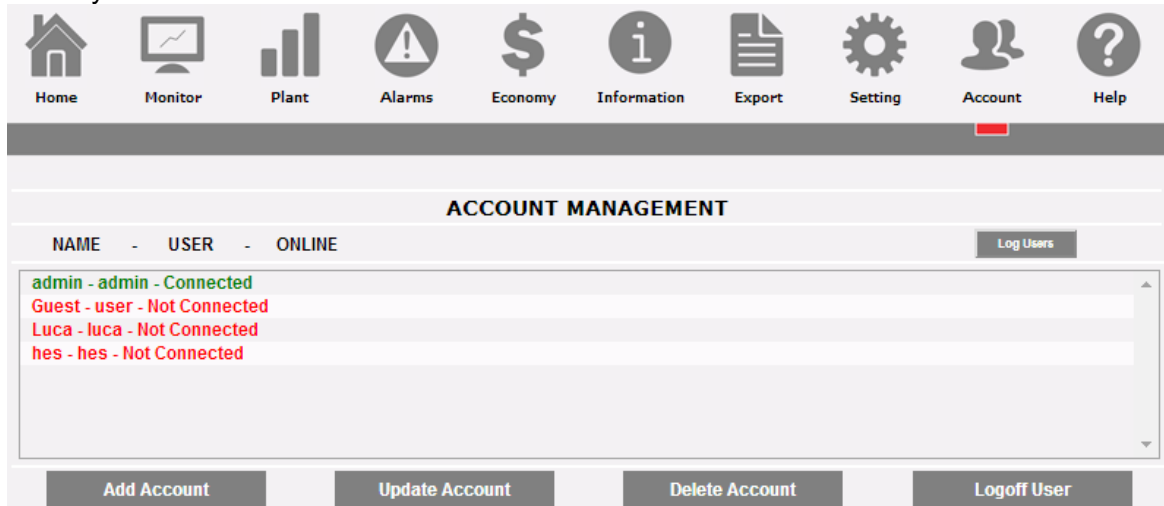 Home Monitor Plant Alarms Economy Information Export Setting Account Help
ACCOUNT MANAGEMENT
NAME - USER - ONLINE Log Users
admin - admin - Connected
Guest - user - Not Connected
Luca - luca - Not Connected
hes - hes - Not Connected
Add Account Update Account Delete Account Logoff User